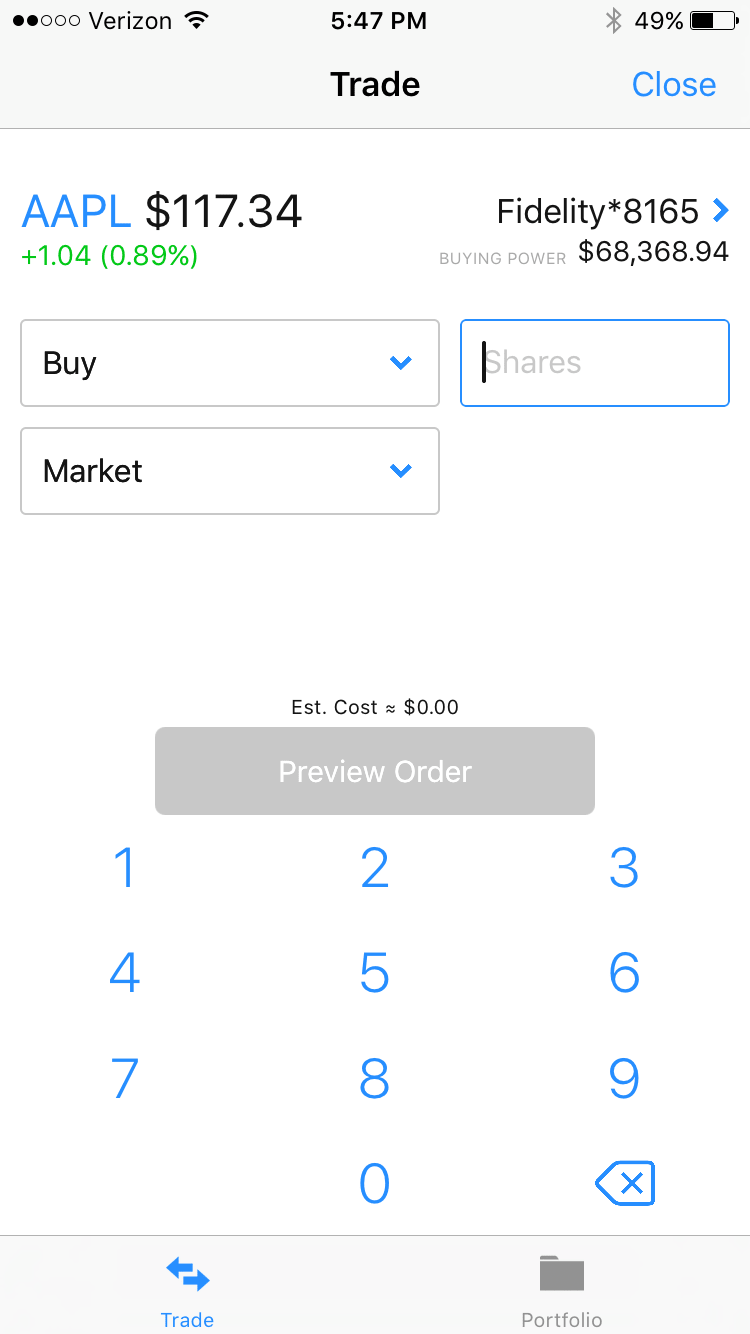 Verizon 5:47 PM 49%
Trade Close
AAPL $117.34 Fidelity*8165
+1.04 (0.89%) BUYING POWER $68,368.94
Buy Shares
Market
Est. Cost ≈ $0.00
Preview Order
1 2 3
4 5 6
7 8 9
0
Trade Portfolio